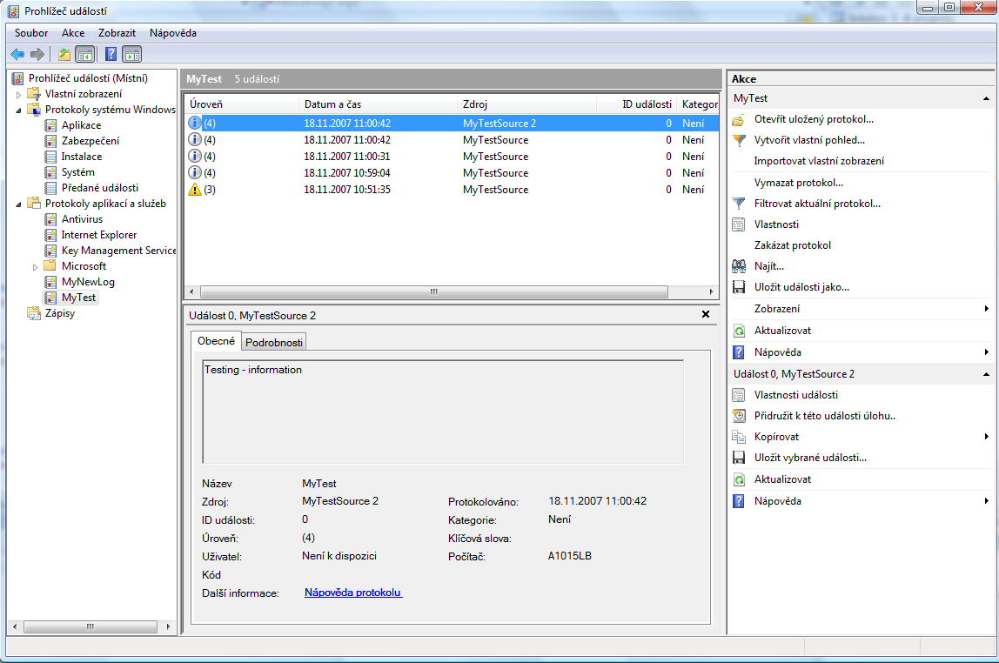 Prohlížeč událostí
Soubor Akce Zobrazit Nápověda
Prohlížeč událostí (Místní)
Vlastní zobrazení
Protokoly systému Windows
Aplikace
Zabezpečení
Instalace
Systém
Předané události
Protokoly aplikací a služeb
Antivirus
Internet Explorer
Key Management Service
Microsoft
MyNewLog
MyTest
Zápisy
MyTest 5 událostí
Úroveň Datum a čas Zdroj ID události Kategor
(4) 18.11.2007 11:00:42 MyTestSource 2 0 Není
(4) 18.11.2007 11:00:42 MyTestSource 0 Není
(4) 18.11.2007 11:00:31 MyTestSource 0 Není
(4) 18.11.2007 10:59:04 MyTestSource 0 Není
(3) 18.11.2007 10:51:35 MyTestSource 0 Není
Událost 0, MyTestSource 2
Obecné Podrobnosti
Testing - information
Název MyTest
Zdroj: MyTestSource 2 Protokolováno: 18.11.2007 11:00:42
ID události: 0 Kategorie: Není
Úroveň: (4) Klíčová slova:
Uživatel: Není k dispozici Počítač: A1015LB
Kód
Další informace: Nápověda protokolu
Akce
MyTest
Otevřít uložený protokol...
Vytvořit vlastní pohled...
Importovat vlastní zobrazení
Vymazat protokol...
Filtrovat aktuální protokol...
Vlastnosti
Zakázat protokol
Najít...
Uložit události jako...
Zobrazení
Aktualizovat
Nápověda
Událost 0, MyTestSource 2
Vlastnosti události
Přidružit k této události úlohu..
Kopírovat
Uložit vybrané události...
Aktualizovat
Nápověda